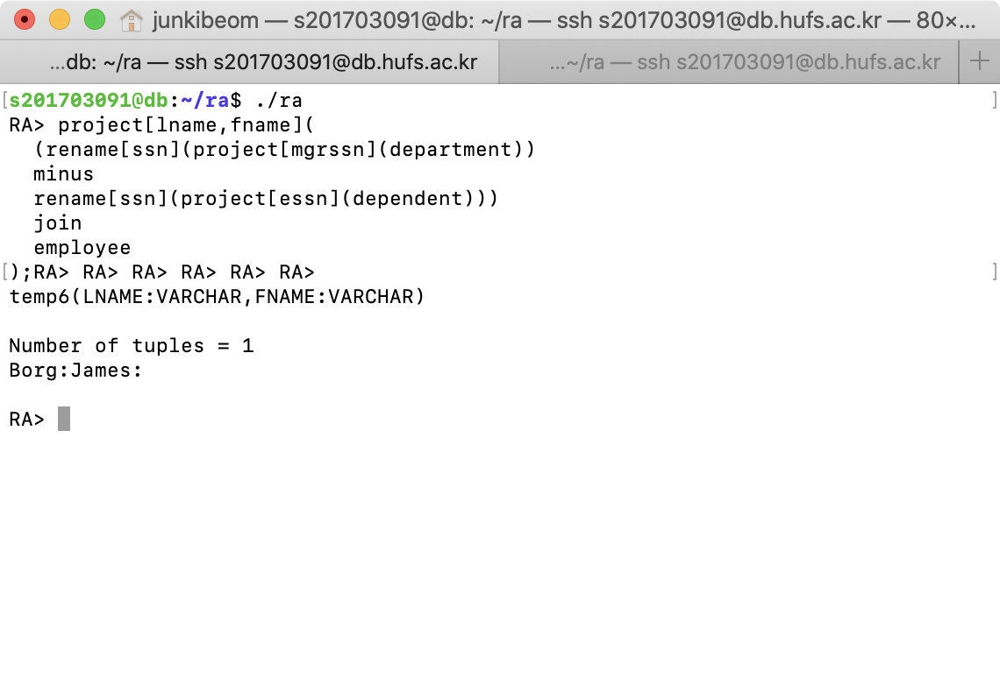 junkibeom — s201703091@db: ~/ra — ssh s201703091@db.hufs.ac.kr — 80×...
...db: ~/ra — ssh s201703091@db.hufs.ac.kr
...~/ra — ssh s201703091@db.hufs.ac.kr
[s201703091@db:~/ra$ ./ra ]
RA> project[lname,fname](
  (rename[ssn](project[mgrssn](department))
  minus
  rename[ssn](project[essn](dependent)))
  join
  employee
[);RA> RA> RA> RA> RA> RA> ]
temp6(LNAME:VARCHAR,FNAME:VARCHAR)
Number of tuples = 1
Borg:James:
RA>